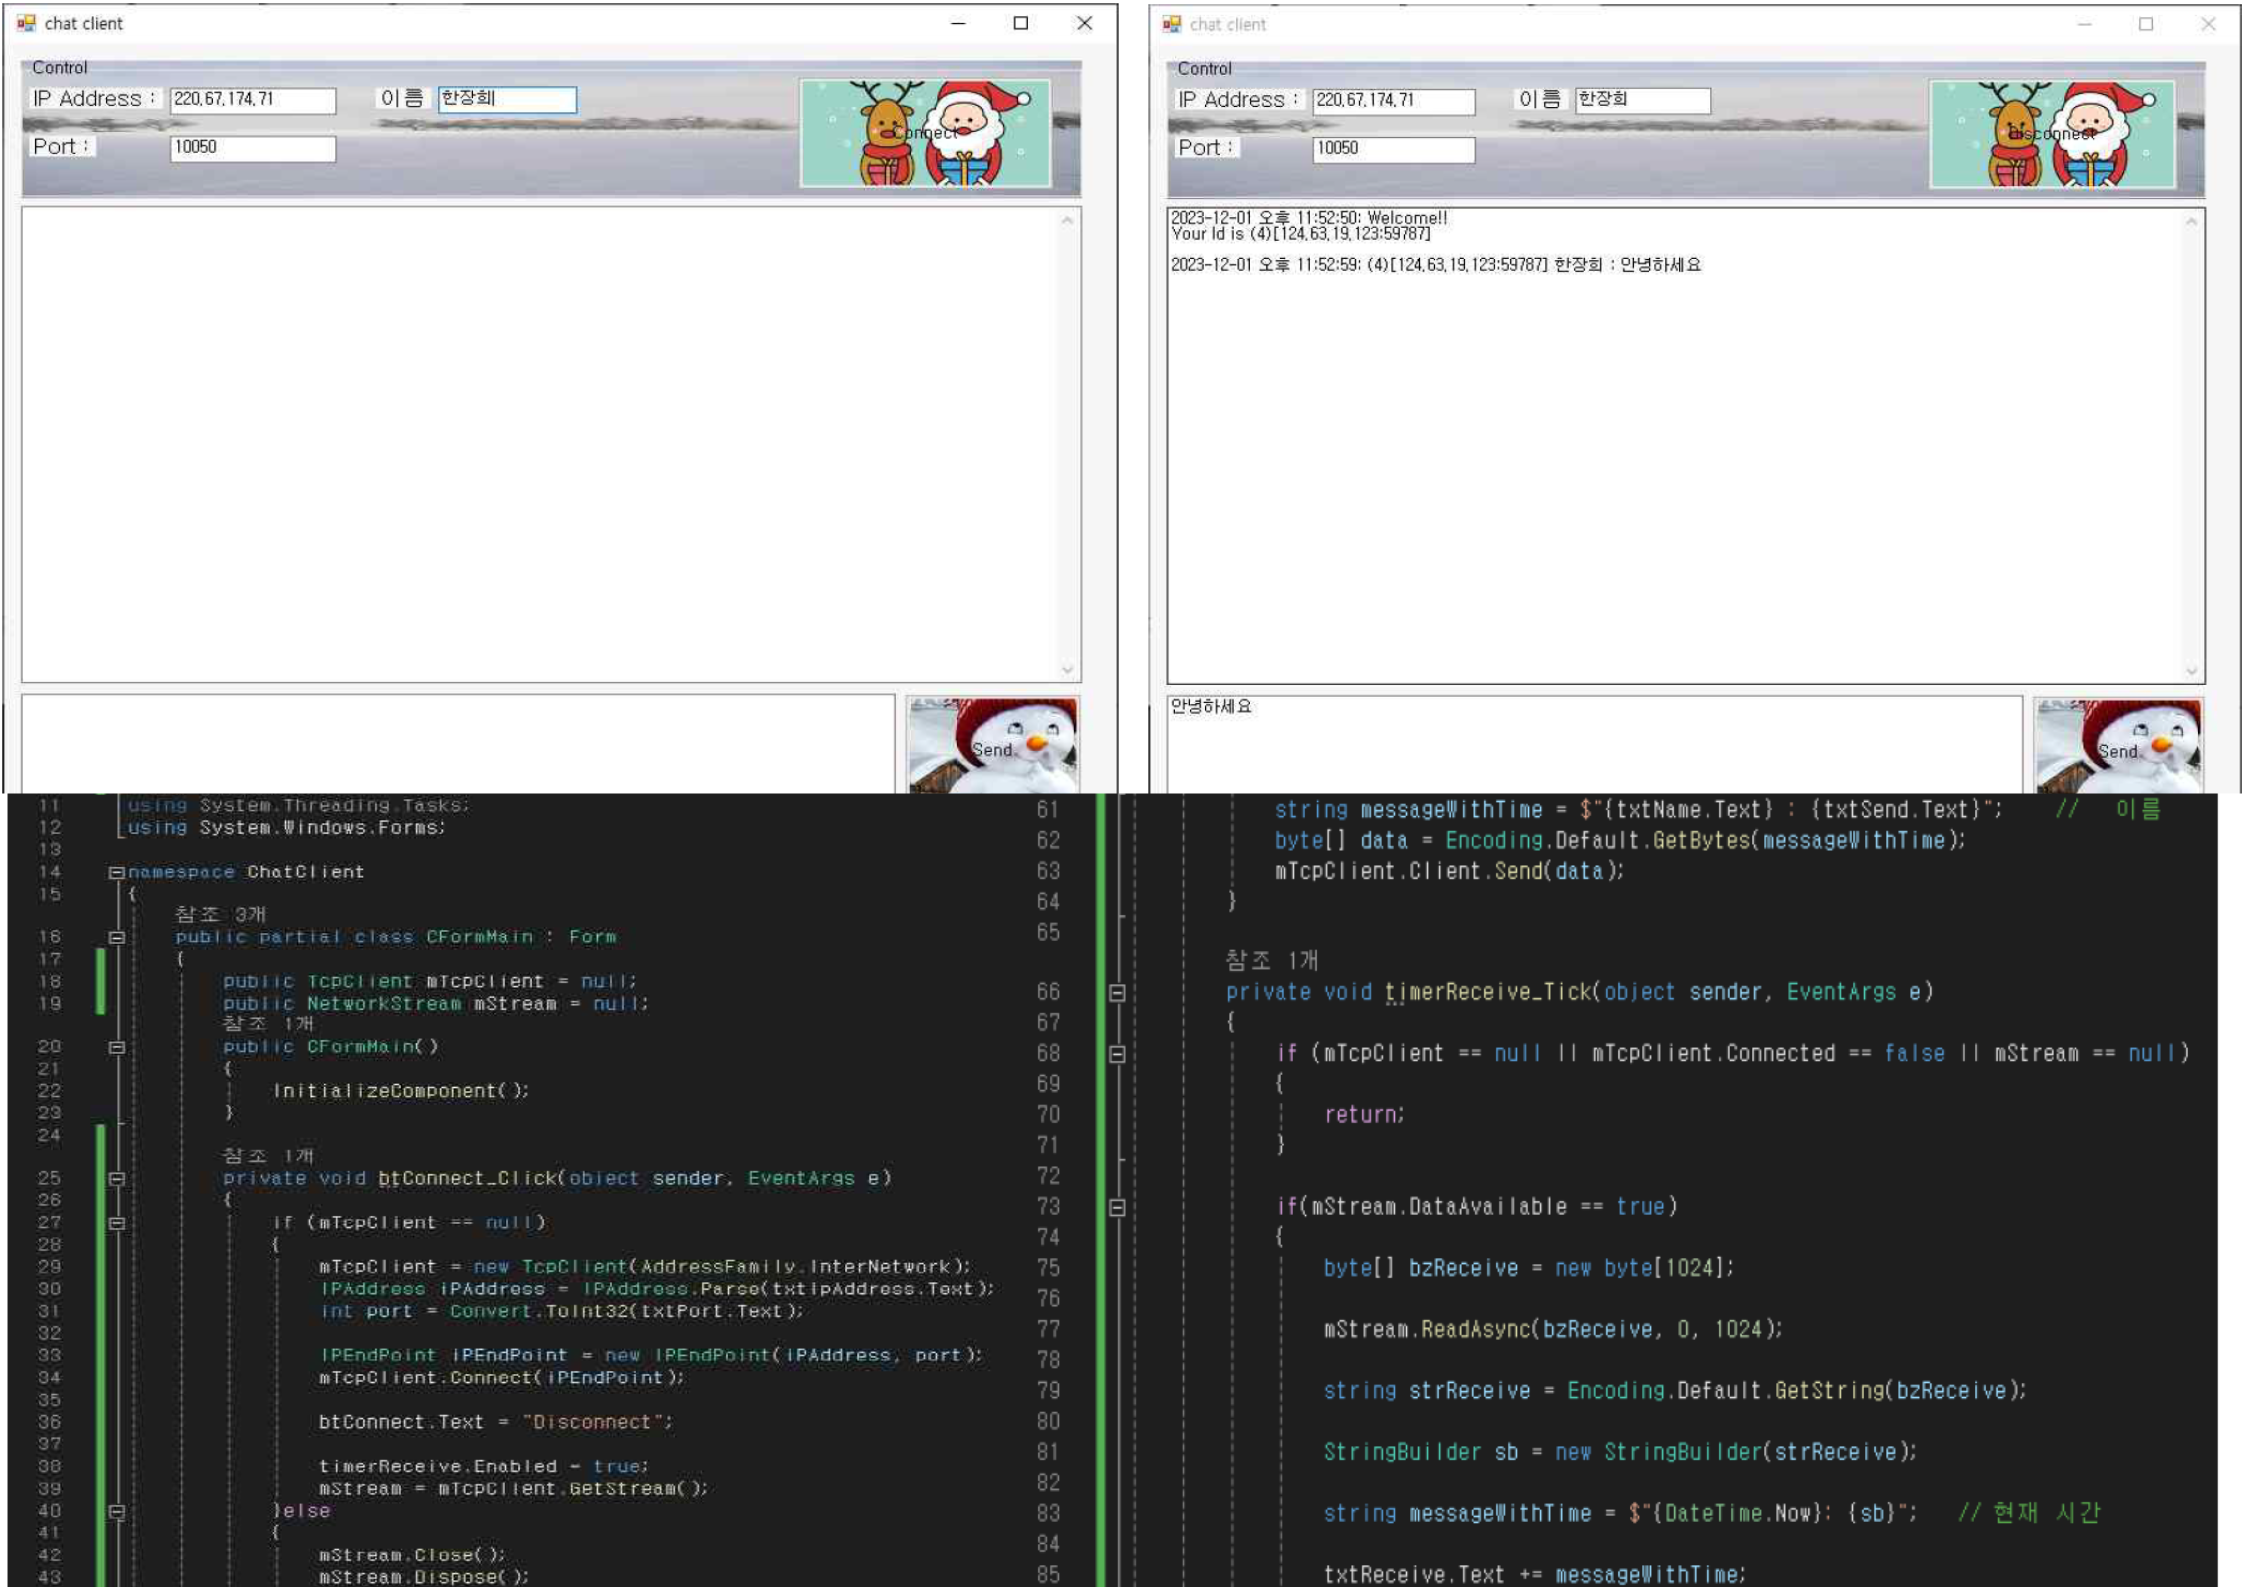 chat client
Control
IP Address : 220,67,174,71 이름 한장희
Connect
Port : 10050
Send
chat client
Control
IP Address : 220,67,174,71 이름 한장희
Disconnect
Port : 10050
2023-12-01 오후 11:52:50: Welcome!!
Your Id is (4)[124,63,19,123:59787]
2023-12-01 오후 11:52:59: (4)[124,63,19,123:59787] 한장희 : 안녕하세요
안녕하세요
Send
11 using System.Threading.Tasks;
12 using System.Windows.Forms;
13
14 namespace ChatClient
15 {
참조 3개
16 public partial class CFormMain : Form
17 {
18 public TcpClient mTcpClient = null;
19 public NetworkStream mStream = null;
참조 1개
20 public CFormMain()
21 {
22 InitializeComponent();
23 }
24
참조 1개
25 private void btConnect_Click(object sender, EventArgs e)
26 {
27 if (mTcpClient == null)
28 {
29 mTcpClient = new TcpClient(AddressFamily.InterNetwork);
30 IPAddress iPAddress = IPAddress.Parse(txtipAddress.Text);
31 int port = Convert.ToInt32(txtPort.Text);
32
33 IPEndPoint iPEndPoint = new IPEndPoint(iPAddress, port);
34 mTcpClient.Connect(iPEndPoint);
35
36 btConnect.Text = "Disconnect";
37
38 timerReceive.Enabled = true;
39 mStream = mTcpClient.GetStream();
40 }else
41 {
42 mStream.Close();
43 mStream.Dispose();
61 string messageWithTime = $"{txtName.Text} : {txtSend.Text}"; // 이름
62 byte[] data = Encoding.Default.GetBytes(messageWithTime);
63 mTcpClient.Client.Send(data);
64 }
65
참조 1개
66 private void timerReceive_Tick(object sender, EventArgs e)
67 {
68 if (mTcpClient == null || mTcpClient.Connected == false || mStream == null)
69 {
70 return;
71 }
72
73 if(mStream.DataAvailable == true)
74 {
75 byte[] bzReceive = new byte[1024];
76
77 mStream.ReadAsync(bzReceive, 0, 1024);
78
79 string strReceive = Encoding.Default.GetString(bzReceive);
80
81 StringBuilder sb = new StringBuilder(strReceive);
82
83 string messageWithTime = $"{DateTime.Now}: {sb}"; // 현재 시간
84
85 txtReceive.Text += messageWithTime;